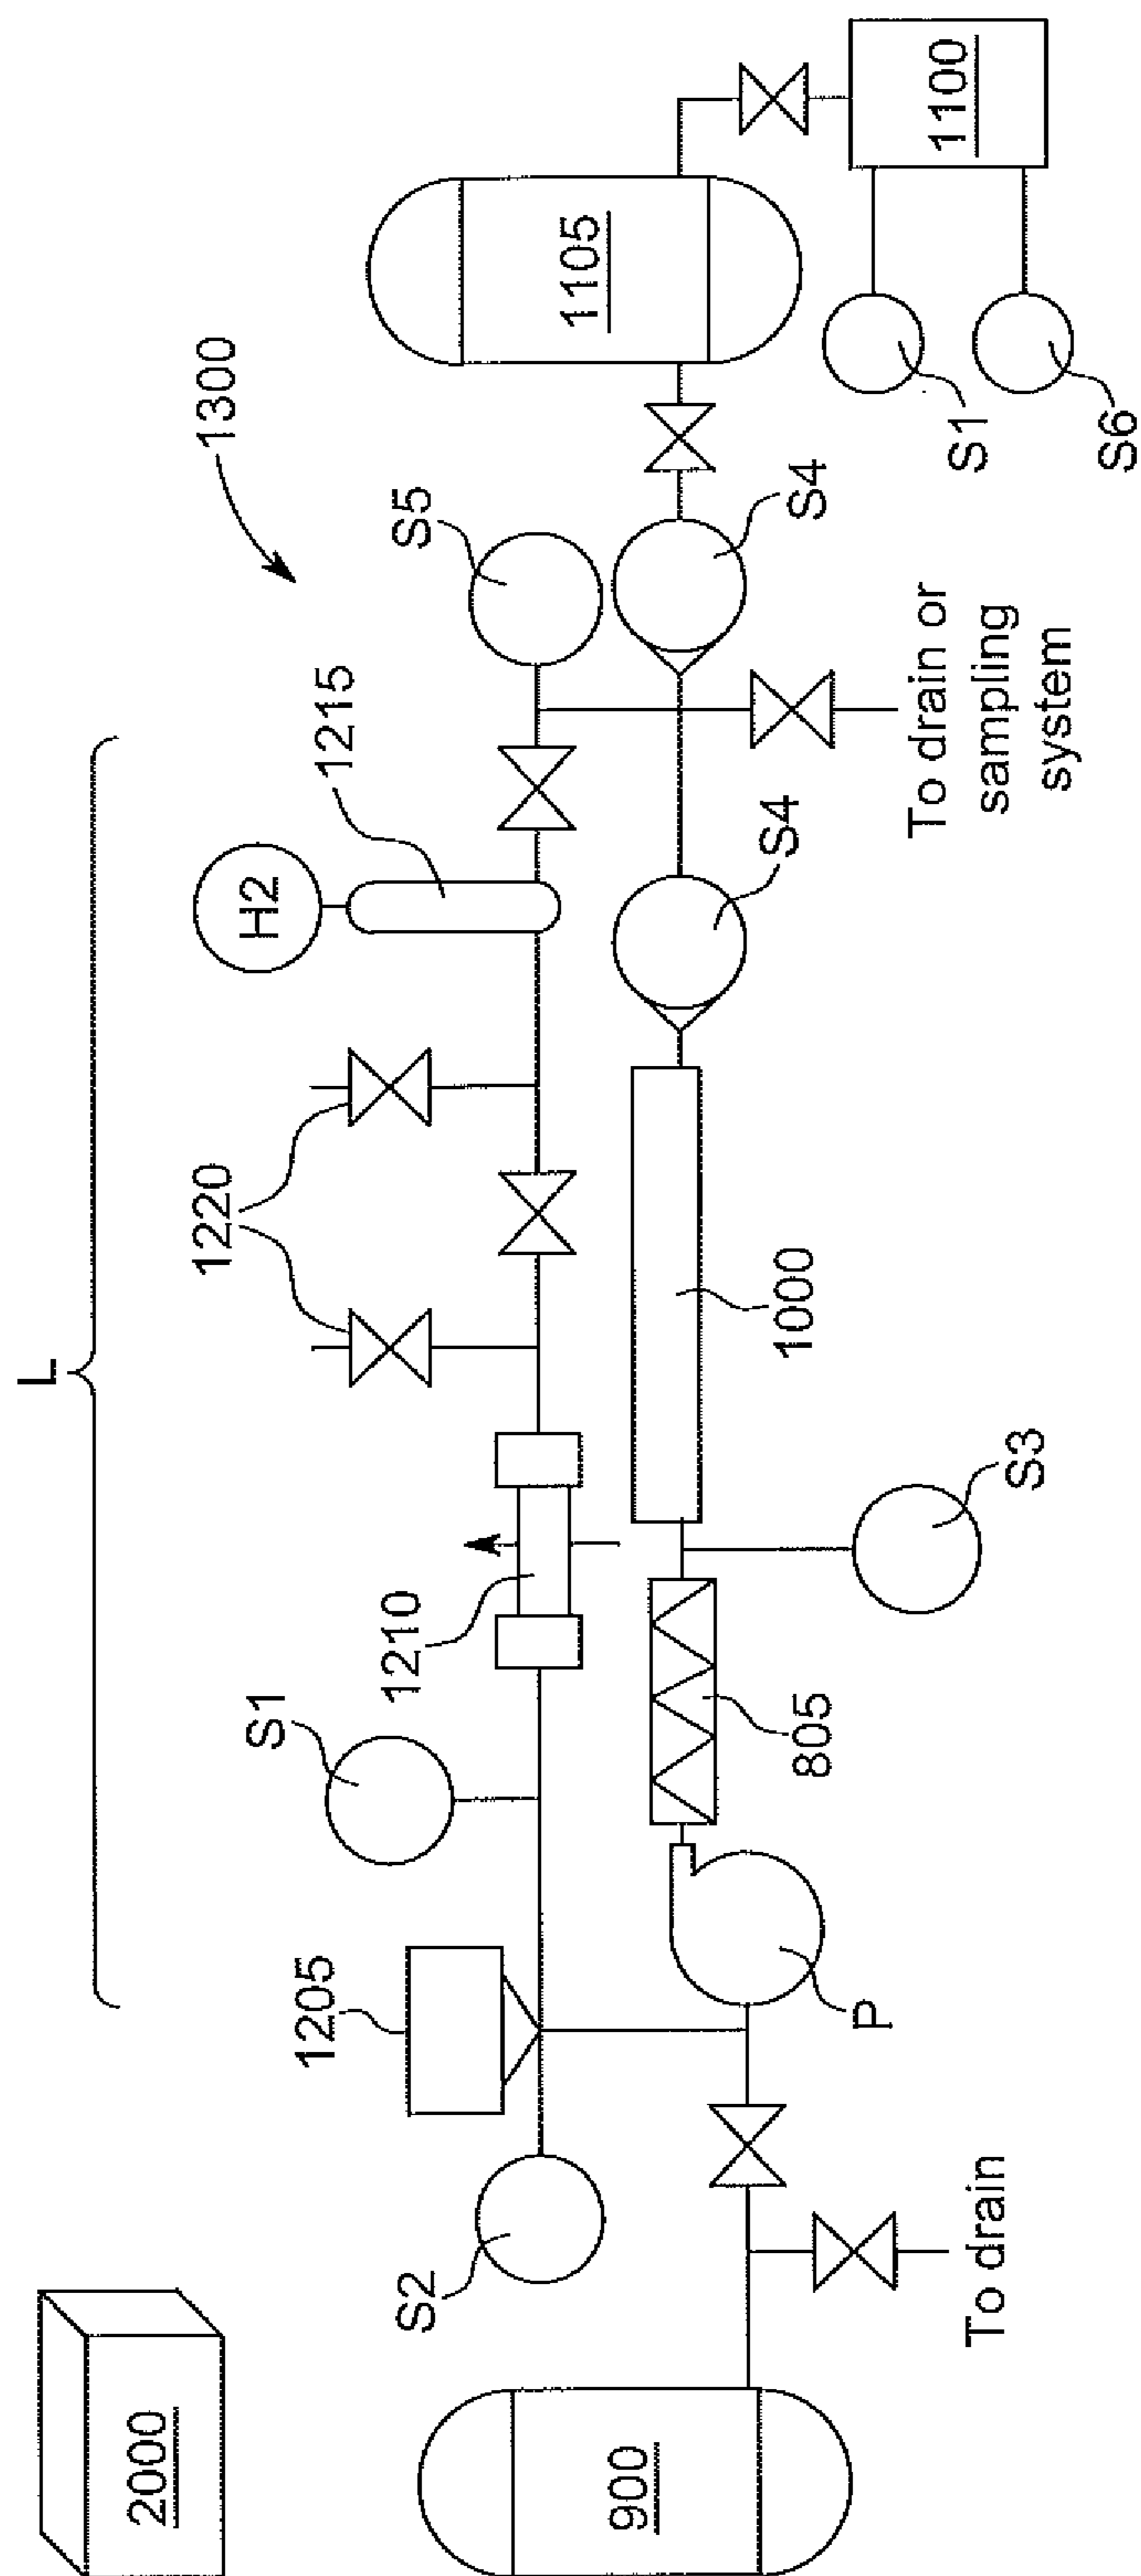 2000
L
1300
H2
1215
S5
1220
S1
1210
1205
S2
900
1105
1100
S1
S6
S4
S4
To drain or
sampling
system
1000
S3
805
P
To drain